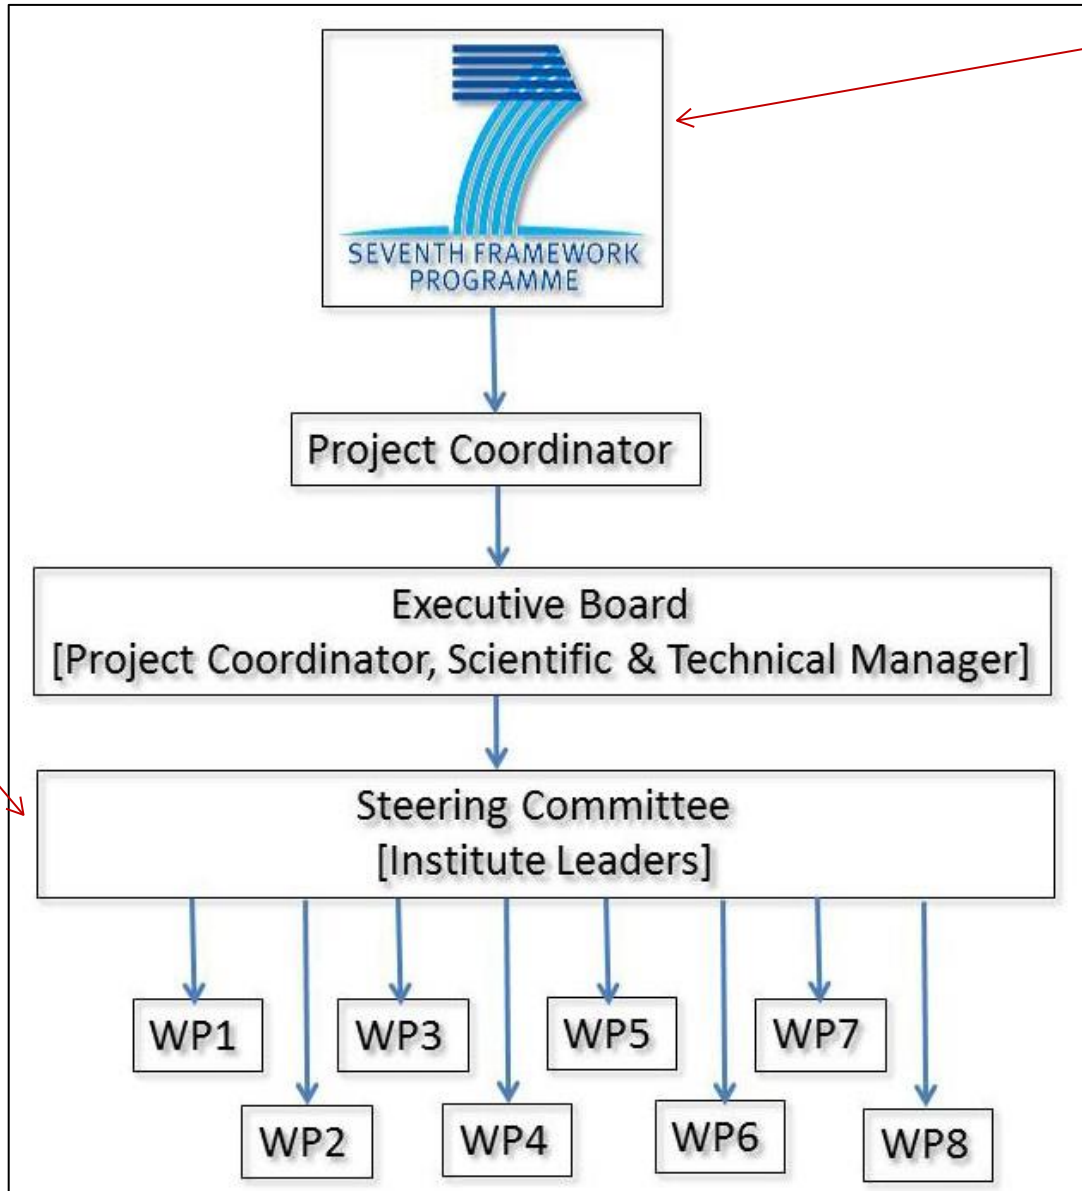 SEVENTH FRAMEWORK
PROGRAMME
Project Coordinator
Executive Board
[Project Coordinator, Scientific & Technical Manager]
Steering Committee
[Institute Leaders]
WP1
WP3
WP5
WP7
WP2
WP4
WP6
WP8